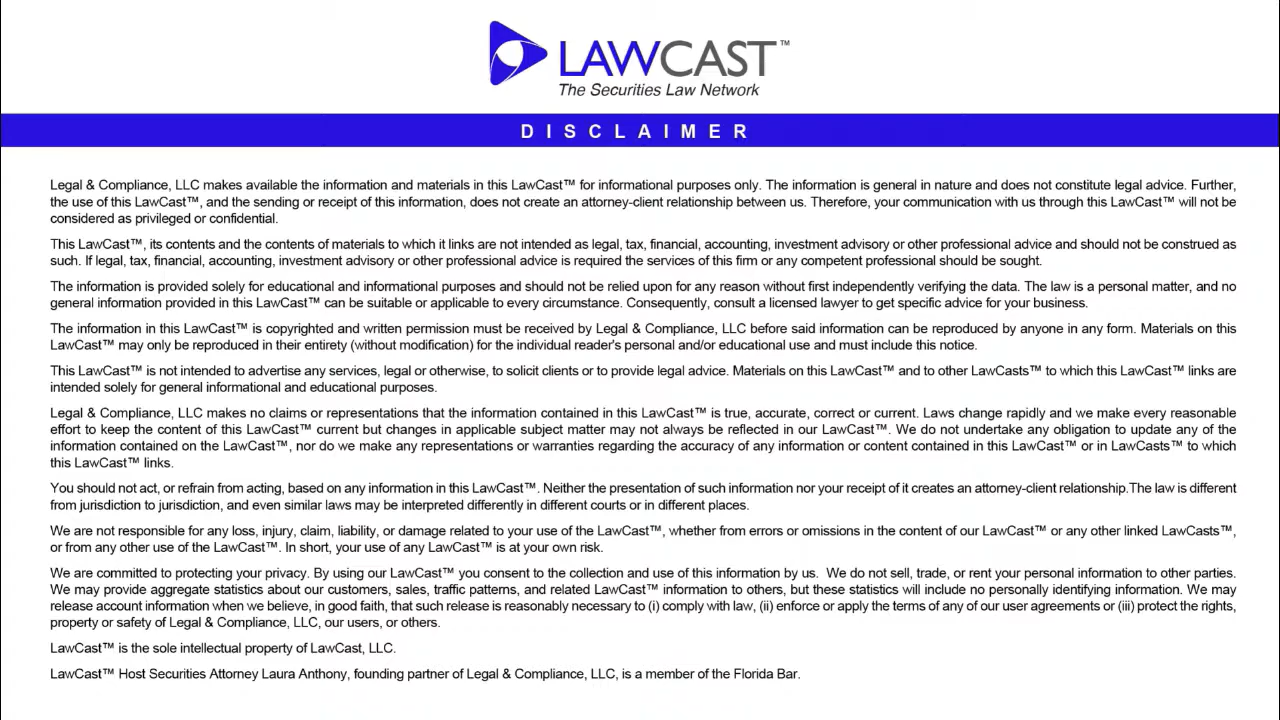 LAWCAST™
The Securities Law Network
DISCLAIMER
Legal & Compliance, LLC makes available the information and materials in this LawCast™ for informational purposes only. The information is general in nature and does not constitute legal advice. Further,
the use of this LawCast™, and the sending or receipt of this information, does not create an attorney-client relationship between us. Therefore, your communication with us through this LawCast™ will not be
considered as privileged or confidential.
This LawCast™, its contents and the contents of materials to which it links are not intended as legal, tax, financial, accounting, investment advisory or other professional advice and should not be construed as
such. If legal, tax, financial, accounting, investment advisory or other professional advice is required the services of this firm or any competent professional should be sought.
The information is provided solely for educational and informational purposes and should not be relied upon for any reason without first independently verifying the data. The law is a personal matter, and no
general information provided in this LawCast™ can be suitable or applicable to every circumstance. Consequently, consult a licensed lawyer to get specific advice for your business.
The information in this LawCast™ is copyrighted and written permission must be received by Legal & Compliance, LLC before said information can be reproduced by anyone in any form. Materials on this
LawCast™ may only be reproduced in their entirety (without modification) for the individual reader's personal and/or educational use and must include this notice.
This LawCast™ is not intended to advertise any services, legal or otherwise, to solicit clients or to provide legal advice. Materials on this LawCast™ and to other LawCasts™ to which this LawCast™ links are
intended solely for general informational and educational purposes.
Legal & Compliance, LLC makes no claims or representations that the information contained in this LawCast™ is true, accurate, correct or current. Laws change rapidly and we make every reasonable
effort to keep the content of this LawCast™ current but changes in applicable subject matter may not always be reflected in our LawCast™. We do not undertake any obligation to update any of the
information contained on the LawCast™, nor do we make any representations or warranties regarding the accuracy of any information or content contained in this LawCast™ or in LawCasts™ to which
this LawCast™ links.
You should not act, or refrain from acting, based on any information in this LawCast™. Neither the presentation of such information nor your receipt of it creates an attorney-client relationship.The law is different
from jurisdiction to jurisdiction, and even similar laws may be interpreted differently in different courts or in different places.
We are not responsible for any loss, injury, claim, liability, or damage related to your use of the LawCast™, whether from errors or omissions in the content of our LawCast™ or any other linked LawCasts™,
or from any other use of the LawCast™. In short, your use of any LawCast™ is at your own risk.
We are committed to protecting your privacy. By using our LawCast™ you consent to the collection and use of this information by us. We do not sell, trade, or rent your personal information to other parties.
We may provide aggregate statistics about our customers, sales, traffic patterns, and related LawCast™ information to others, but these statistics will include no personally identifying information. We may
release account information when we believe, in good faith, that such release is reasonably necessary to (i) comply with law, (ii) enforce or apply the terms of any of our user agreements or (iii) protect the rights,
property or safety of Legal & Compliance, LLC, our users, or others.
LawCast™ is the sole intellectual property of LawCast, LLC.
LawCast™ Host Securities Attorney Laura Anthony, founding partner of Legal & Compliance, LLC, is a member of the Florida Bar.